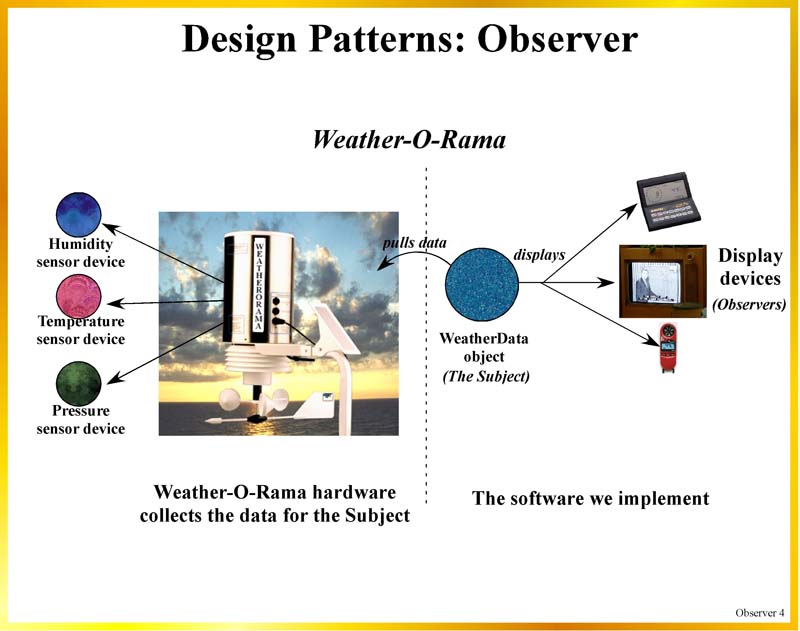 Design Patterns: Observer
Weather-O-Rama
Humidity
sensor device
Temperature
sensor device
Pressure
sensor device
WEATHERORAMA
pulls data
displays
WeatherData
object
(The Subject)
Display
devices
(Observers)
Weather-O-Rama hardware
collects the data for the Subject
The software we implement
Observer 4